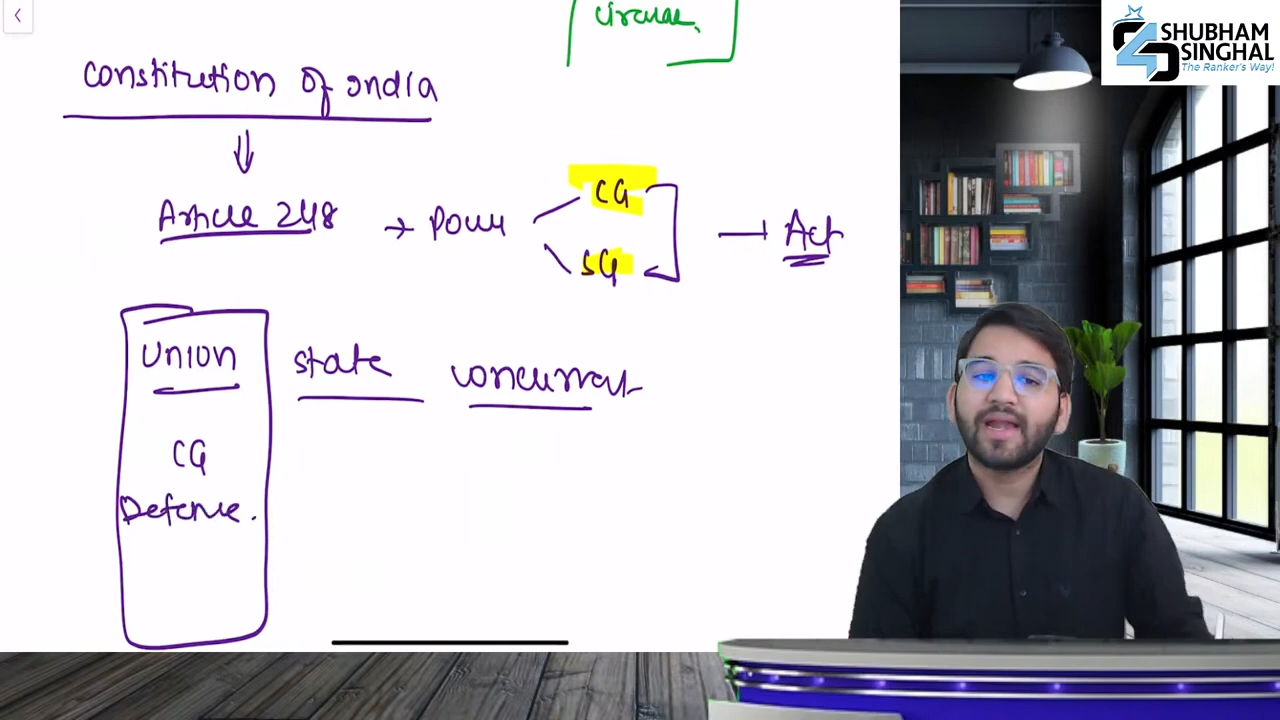 circular.
SHUBHAM
SINGHAL
The Ranker's Way!
Constitution of India
Article 248 → Power CG SG → Act
Union state concurrent
CG
Defence.